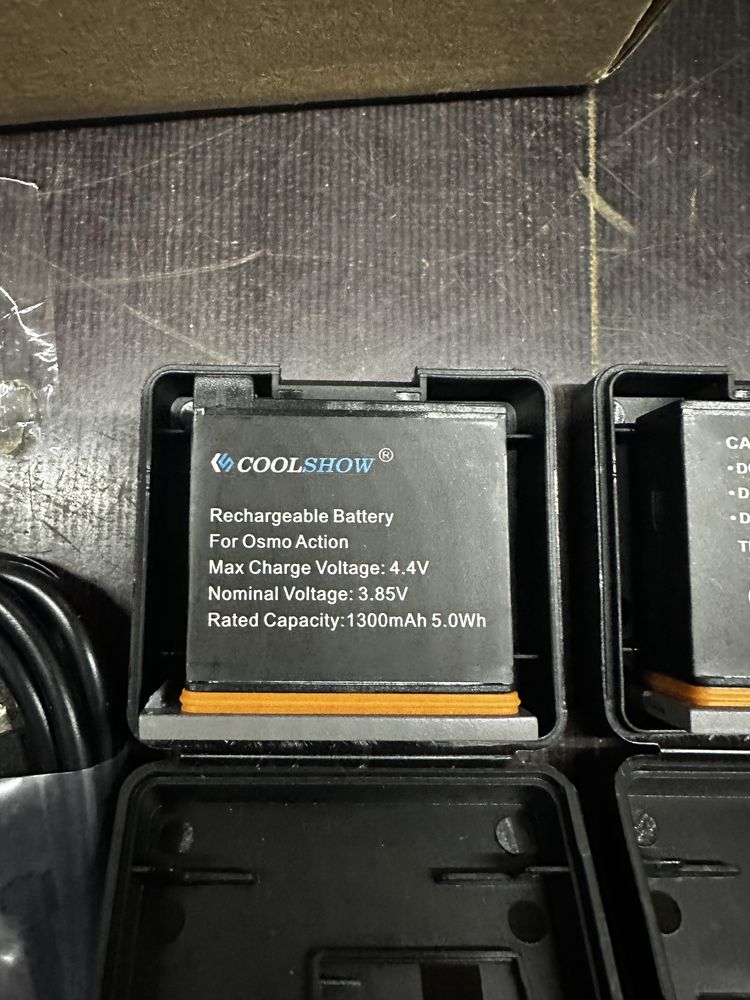 COOLSHOW®
Rechargeable Battery
For Osmo Action
Max Charge Voltage: 4.4V
Nominal Voltage: 3.85V
Rated Capacity:1300mAh 5.0Wh